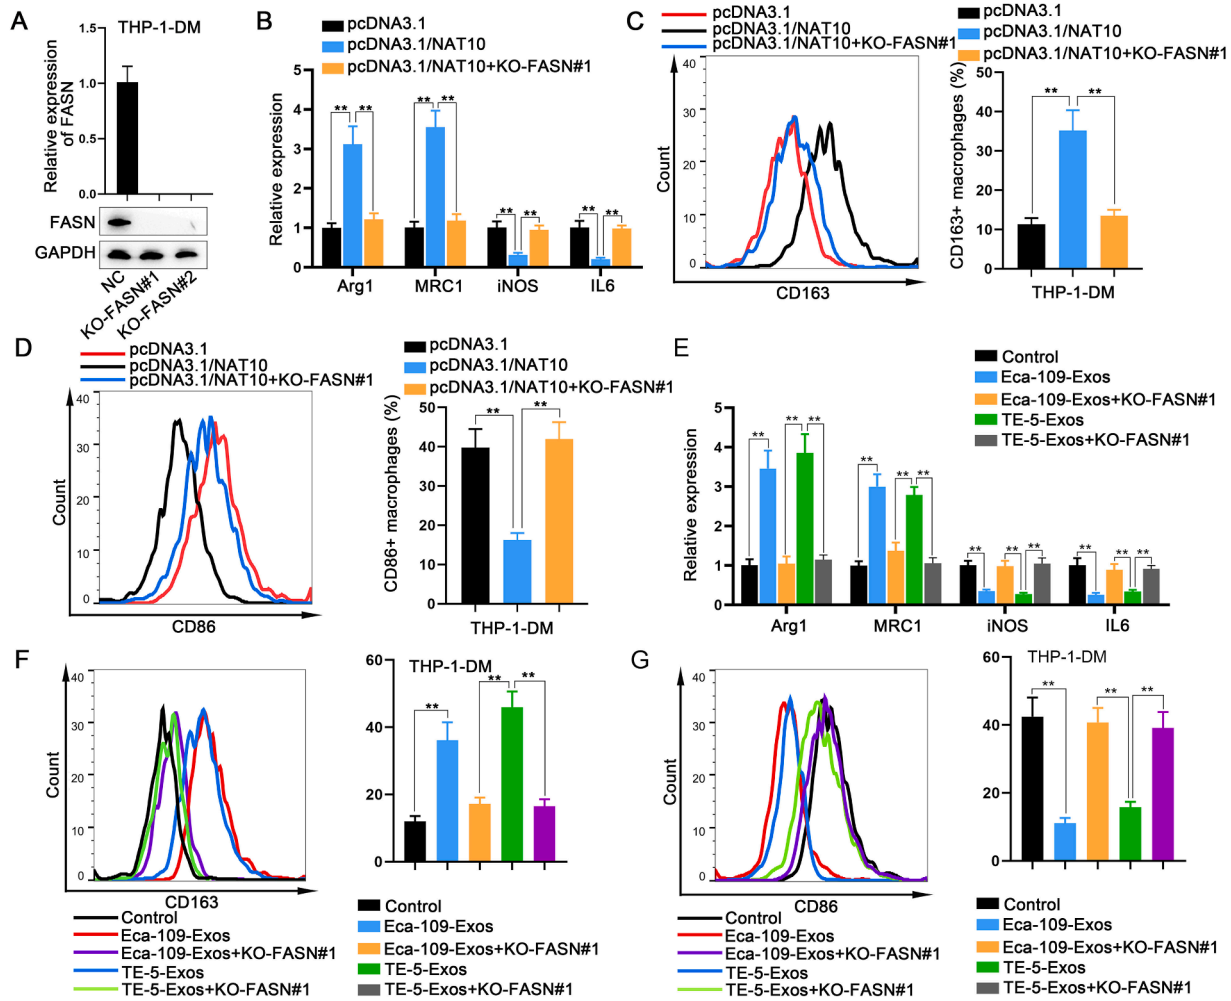 A
THP-1-DM
Relative expression
of FASN
1.5
1.0
0.5
0.0
FASN
GAPDH
NC
KO-FASN#1
KO-FASN#2
B
pcDNA3.1
pcDNA3.1/NAT10
pcDNA3.1/NAT10+KO-FASN#1
Relative expression
5
4
3
2
1
0
** ** ** ** ** ** ** **
Arg1 MRC1 iNOS IL6
C
pcDNA3.1
pcDNA3.1/NAT10
pcDNA3.1/NAT10+KO-FASN#1
Count
40
30
20
10
0
CD163
pcDNA3.1
pcDNA3.1/NAT10
pcDNA3.1/NAT10+KO-FASN#1
CD163+ macrophages (%)
50
40
30
20
10
0
** **
THP-1-DM
D
pcDNA3.1
pcDNA3.1/NAT10
pcDNA3.1/NAT10+KO-FASN#1
Count
40
30
20
10
0
CD86
pcDNA3.1
pcDNA3.1/NAT10
pcDNA3.1/NAT10+KO-FASN#1
CD86+ macrophages (%)
50
40
30
20
10
0
** **
THP-1-DM
E
Control
Eca-109-Exos
Eca-109-Exos+KO-FASN#1
TE-5-Exos
TE-5-Exos+KO-FASN#1
Relative expression
5
4
3
2
1
0
** ** ** ** ** ** ** ** ** ** ** **
Arg1 MRC1 iNOS IL6
F
Count
40
30
20
10
0
CD163
Control
Eca-109-Exos
Eca-109-Exos+KO-FASN#1
TE-5-Exos
TE-5-Exos+KO-FASN#1
THP-1-DM
60
40
20
0
** ** **
Control
Eca-109-Exos
Eca-109-Exos+KO-FASN#1
TE-5-Exos
TE-5-Exos+KO-FASN#1
G
Count
40
30
20
10
0
CD86
Control
Eca-109-Exos
Eca-109-Exos+KO-FASN#1
TE-5-Exos
TE-5-Exos+KO-FASN#1
THP-1-DM
60
40
20
0
** ** **
Control
Eca-109-Exos
Eca-109-Exos+KO-FASN#1
TE-5-Exos
TE-5-Exos+KO-FASN#1